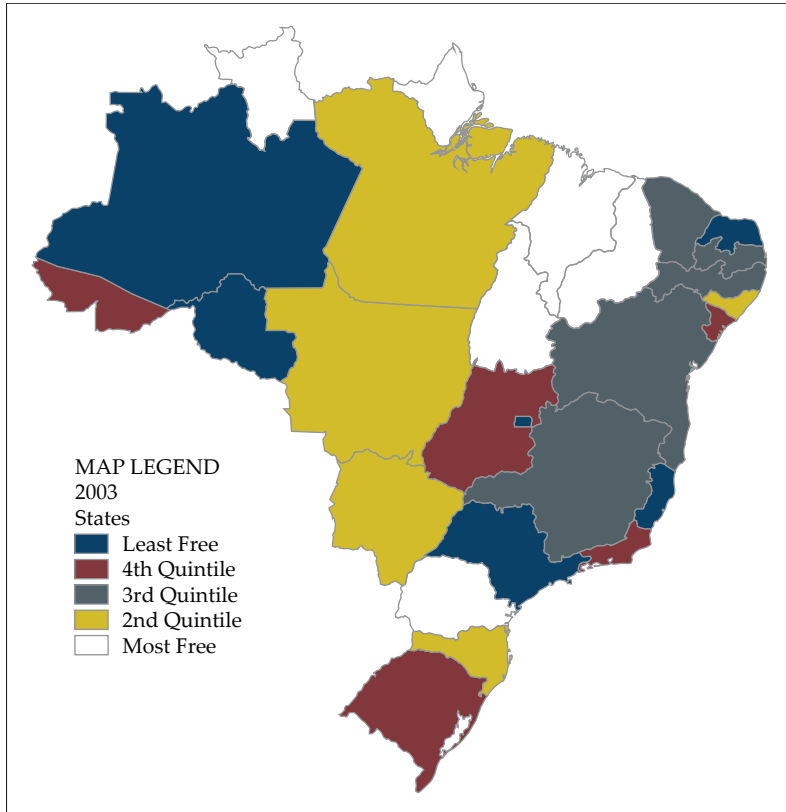 MAP LEGEND
2003
States
Least Free
4th Quintile
3rd Quintile
2nd Quintile
Most Free